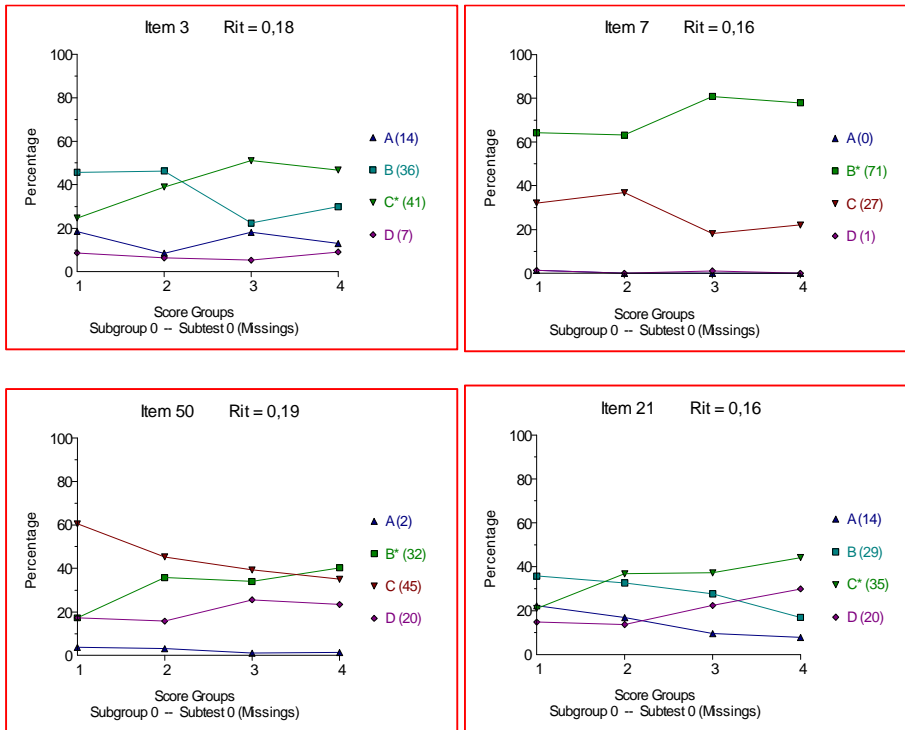 Item 3 Rit = 0,18
100
80
60
40
20
0
Percentage
1 2 3 4
Score Groups
Subgroup 0 -- Subtest 0 (Missings)
A (14)
B (36)
C* (41)
D (7)
Item 7 Rit = 0,16
100
80
60
40
20
0
Percentage
1 2 3 4
Score Groups
Subgroup 0 -- Subtest 0 (Missings)
A (0)
B* (71)
C (27)
D (1)
Item 50 Rit = 0,19
100
80
60
40
20
0
Percentage
1 2 3 4
Score Groups
Subgroup 0 -- Subtest 0 (Missings)
A (2)
B* (32)
C (45)
D (20)
Item 21 Rit = 0,16
100
80
60
40
20
0
Percentage
1 2 3 4
Score Groups
Subgroup 0 -- Subtest 0 (Missings)
A (14)
B (29)
C* (35)
D (20)